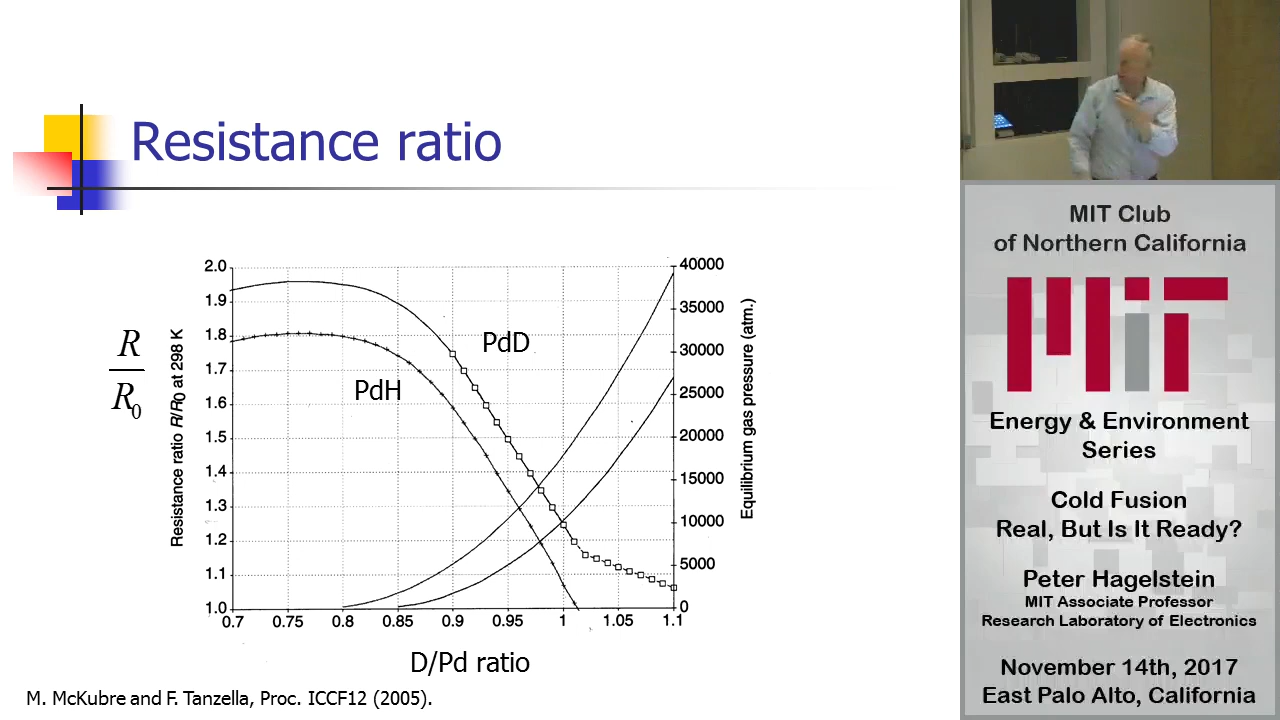 Resistance ratio
R
R0
Resistance ratio R/R0 at 298 K
2.0
1.9
1.8
1.7
1.6
1.5
1.4
1.3
1.2
1.1
1.0
PdD
PdH
40000
35000
30000
25000
20000
15000
10000
5000
0
Equilibrium gas pressure (atm.)
0.7 0.75 0.8 0.85 0.9 0.95 1 1.05 1.1
D/Pd ratio
M. McKubre and F. Tanzella, Proc. ICCF12 (2005).
MIT Club
of Northern California
MIT
Energy & Environment
Series
Cold Fusion
Real, But Is It Ready?
Peter Hagelstein
MIT Associate Professor
Research Laboratory of Electronics
November 14th, 2017
East Palo Alto, California